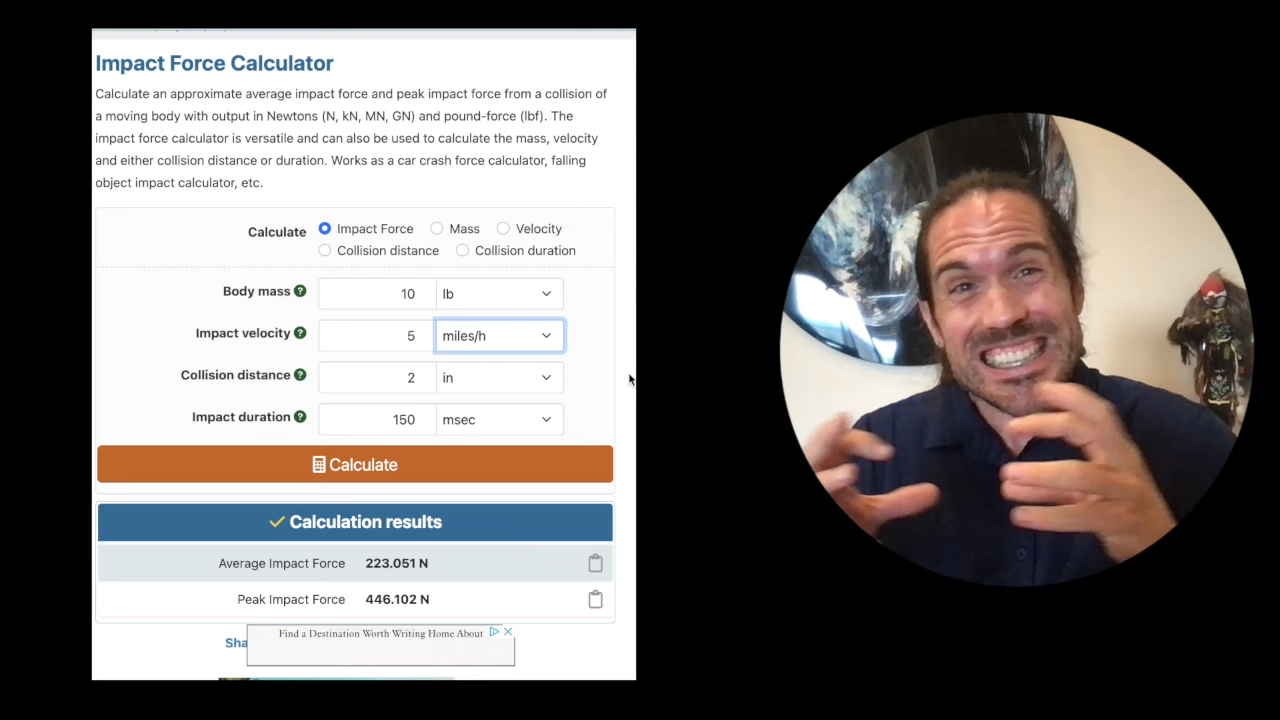 Impact Force Calculator
Calculate an approximate average impact force and peak impact force from a collision of
a moving body with output in Newtons (N, kN, MN, GN) and pound-force (lbf). The
impact force calculator is versatile and can also be used to calculate the mass, velocity
and either collision distance or duration. Works as a car crash force calculator, falling
object impact calculator, etc.
Calculate Impact Force Mass Velocity
Collision distance Collision duration
Body mass ? 10 lb
Impact velocity ? 5 miles/h
Collision distance ? 2 in
Impact duration ? 150 msec
Calculate
Calculation results
Average Impact Force 223.051 N
Peak Impact Force 446.102 N
Sha
Find a Destination Worth Writing Home About